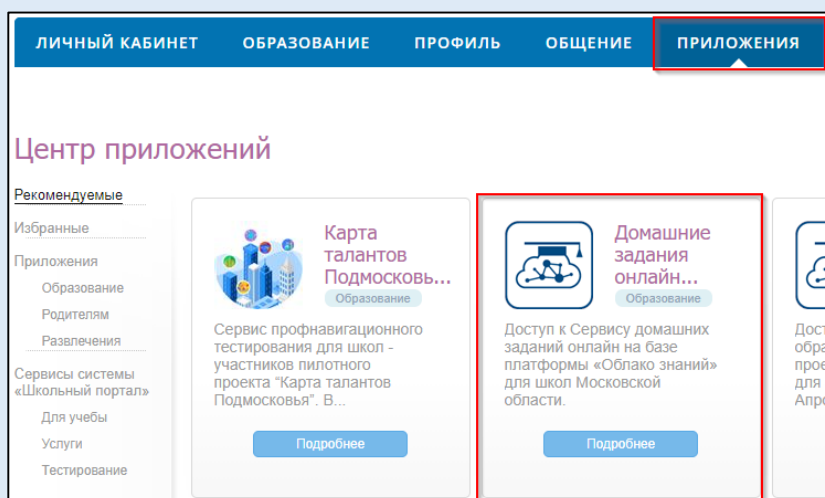 ЛИЧНЫЙ КАБИНЕТ ОБРАЗОВАНИЕ ПРОФИЛЬ ОБЩЕНИЕ ПРИЛОЖЕНИЯ
Центр приложений
Рекомендуемые
Избранные
Приложения
Образование
Родителям
Развлечения
Сервисы системы
«Школьный портал»
Для учебы
Услуги
Тестирование
Карта
талантов
Подмосковь...
Образование
Сервис профнавигационного
тестирования для школ -
участников пилотного
проекта "Карта талантов
Подмосковья". В...
Подробнее
Домашние
задания
онлайн...
Образование
Доступ к Сервису домашних
заданий онлайн на базе
платформы «Облако знаний»
для школ Московской
области.
Подробнее
для